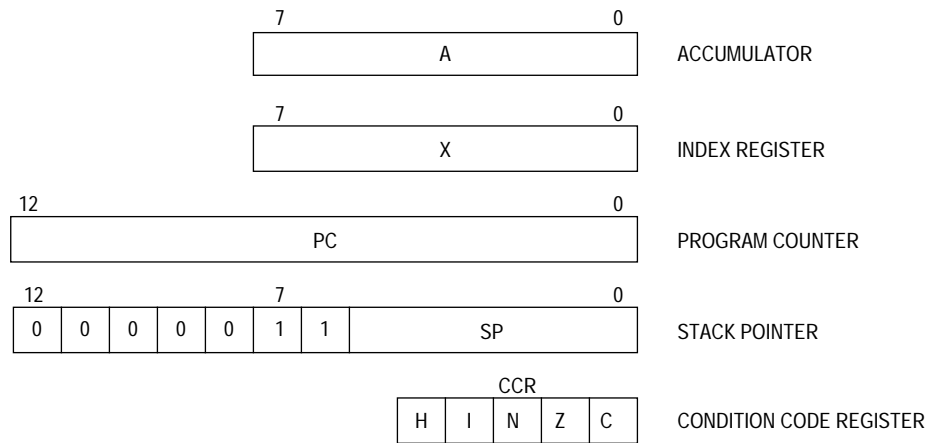 7 0
A ACCUMULATOR
7 0
X INDEX REGISTER
12 0
PC PROGRAM COUNTER
12 7 0
0 0 0 0 0 1 1 SP STACK POINTER
CCR
H I N Z C CONDITION CODE REGISTER